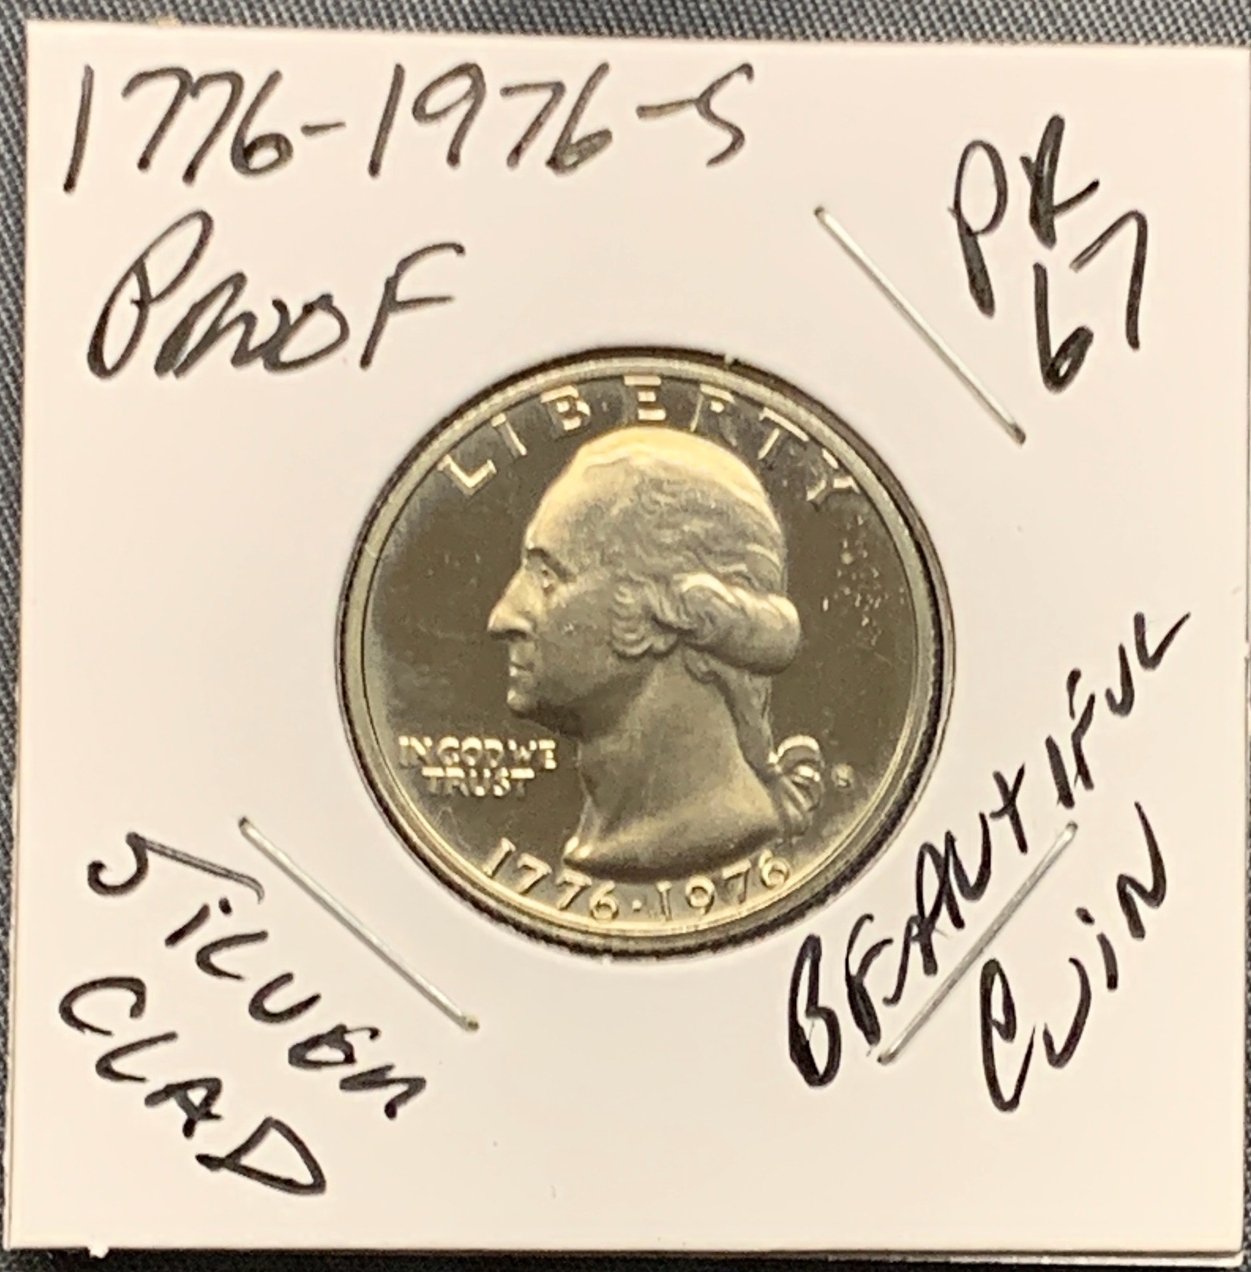 1776-1976-S
PROOF
PR
67
LIBERTY
IN GOD WE
TRUST
S
1776·1976
SILVER
CLAD
BEAUTIFUL
COIN